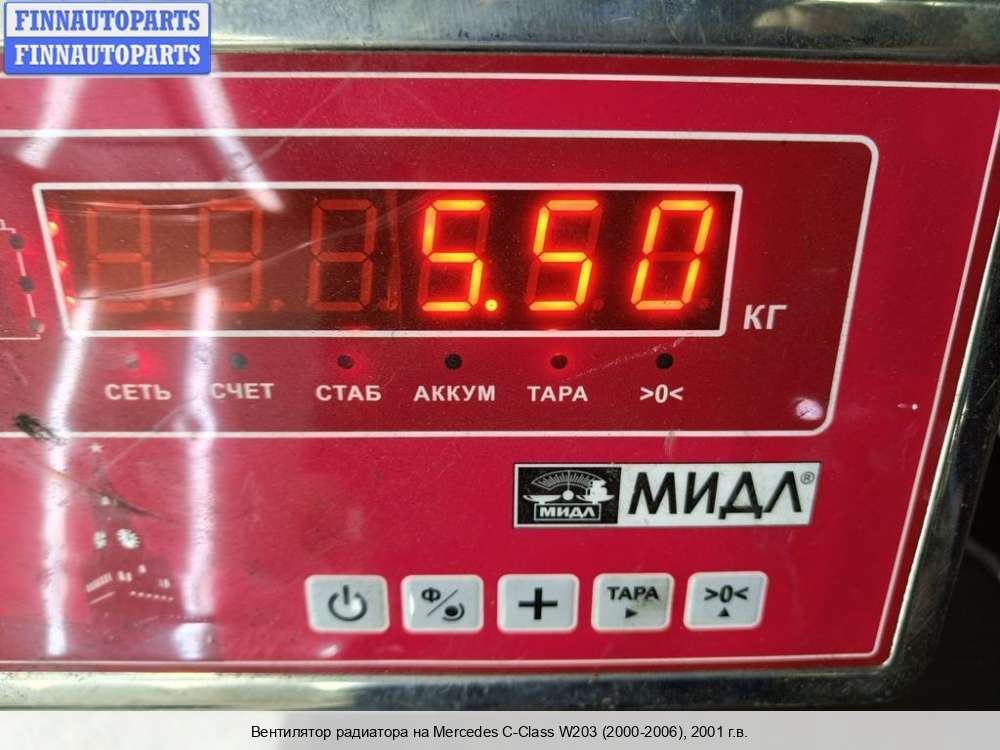 FINNAUTOPARTS
FINNAUTOPARTS
5.50
КГ
СЕТЬ СЧЕТ СТАБ АККУМ ТАРА >0<
МИДЛ МИДЛ®
Ф/ + ТАРА >0<
Вентилятор радиатора на Mercedes C-Class W203 (2000-2006), 2001 г.в.